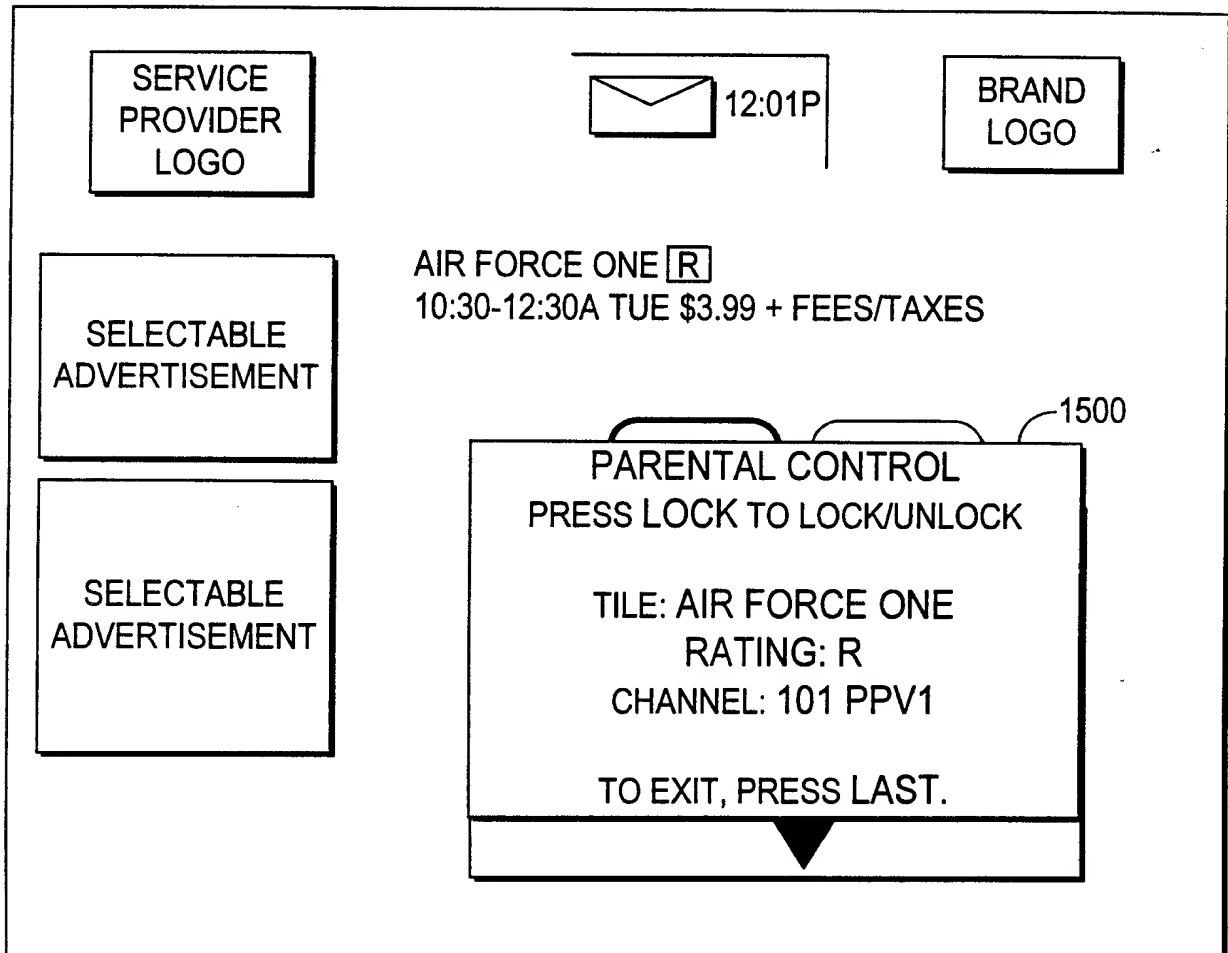 SERVICE
PROVIDER
LOGO
12:01P
BRAND
LOGO
AIR FORCE ONE R
10:30-12:30A TUE $3.99 + FEES/TAXES
SELECTABLE
ADVERTISEMENT
1500
PARENTAL CONTROL
PRESS LOCK TO LOCK/UNLOCK
TILE: AIR FORCE ONE
RATING: R
CHANNEL: 101 PPV1
TO EXIT, PRESS LAST.
SELECTABLE
ADVERTISEMENT